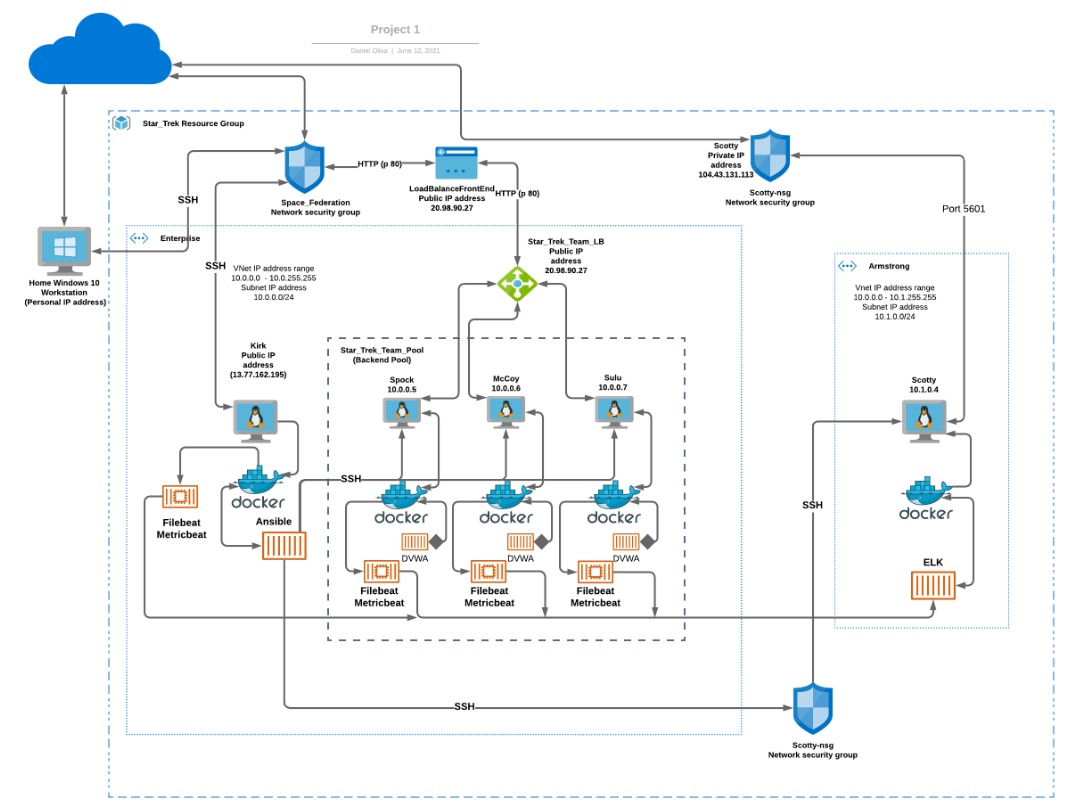 Project 1
Daniel Oliva | June 12, 2021
Star_Trek Resource Group
Space_Federation
Network security group
HTTP (p 80)
LoadBalanceFrontEnd
Public IP address
20.98.90.27
HTTP (p 80)
Scotty
Private IP
address
104.43.131.113
Scotty-nsg
Network security group
Port 5601
SSH
SSH
Home Windows 10
Workstation
(Personal IP address)
Enterprise
VNet IP address range
10.0.0.0 - 10.0.255.255
Subnet IP address
10.0.0.0/24
Star_Trek_Team_LB
Public IP
address
20.98.90.27
Armstrong
Vnet IP address range
10.0.0.0 - 10.1.255.255
Subnet IP address
10.1.0.0/24
Kirk
Public IP
address
(13.77.162.195)
Star_Trek_Team_Pool
(Backend Pool)
Spock
10.0.0.5
McCoy
10.0.0.6
Sulu
10.0.0.7
Scotty
10.1.0.4
docker
Filebeat
Metricbeat
Ansible
SSH
docker
docker
docker
DVWA
DVWA
DVWA
Filebeat
Metricbeat
Filebeat
Metricbeat
Filebeat
Metricbeat
SSH
docker
ELK
SSH
Scotty-nsg
Network security group